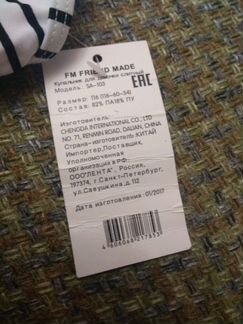 FM FRIEND MADE
Купальник для девочки слитный
Модель: SA-103
EAC
Размер: 116 (116-60-54)
Состав: 82% ПА18% ПУ
Изготовитель:
CHENGDA INTERNATIONAL CO., LTD
NO. 71, RENMIN ROAD, DALIAN, CHINA
Страна-изготовитель: КИТАЙ
Импортер, Поставщик,
Уполномоченная
организация в РФ:
ООО"ЛЕНТА", Россия,
197374, г.Санкт-Петербург,
ул.Савушкина д.112
Дата изготовления: 01/2017